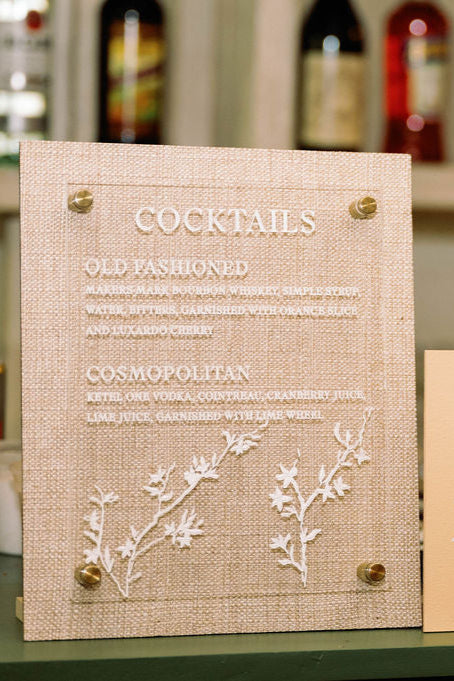 COCKTAILS
OLD FASHIONED
MAKERS MARK BOURBON WHISKEY, SIMPLE SYRUP,
WATER, BITTERS, GARNISHED WITH ORANGE SLICE
AND LUXARDO CHERRY
COSMOPOLITAN
KETEL ONE VODKA, COINTREAU, CRANBERRY JUICE,
LIME JUICE, GARNISHED WITH LIME WHEEL